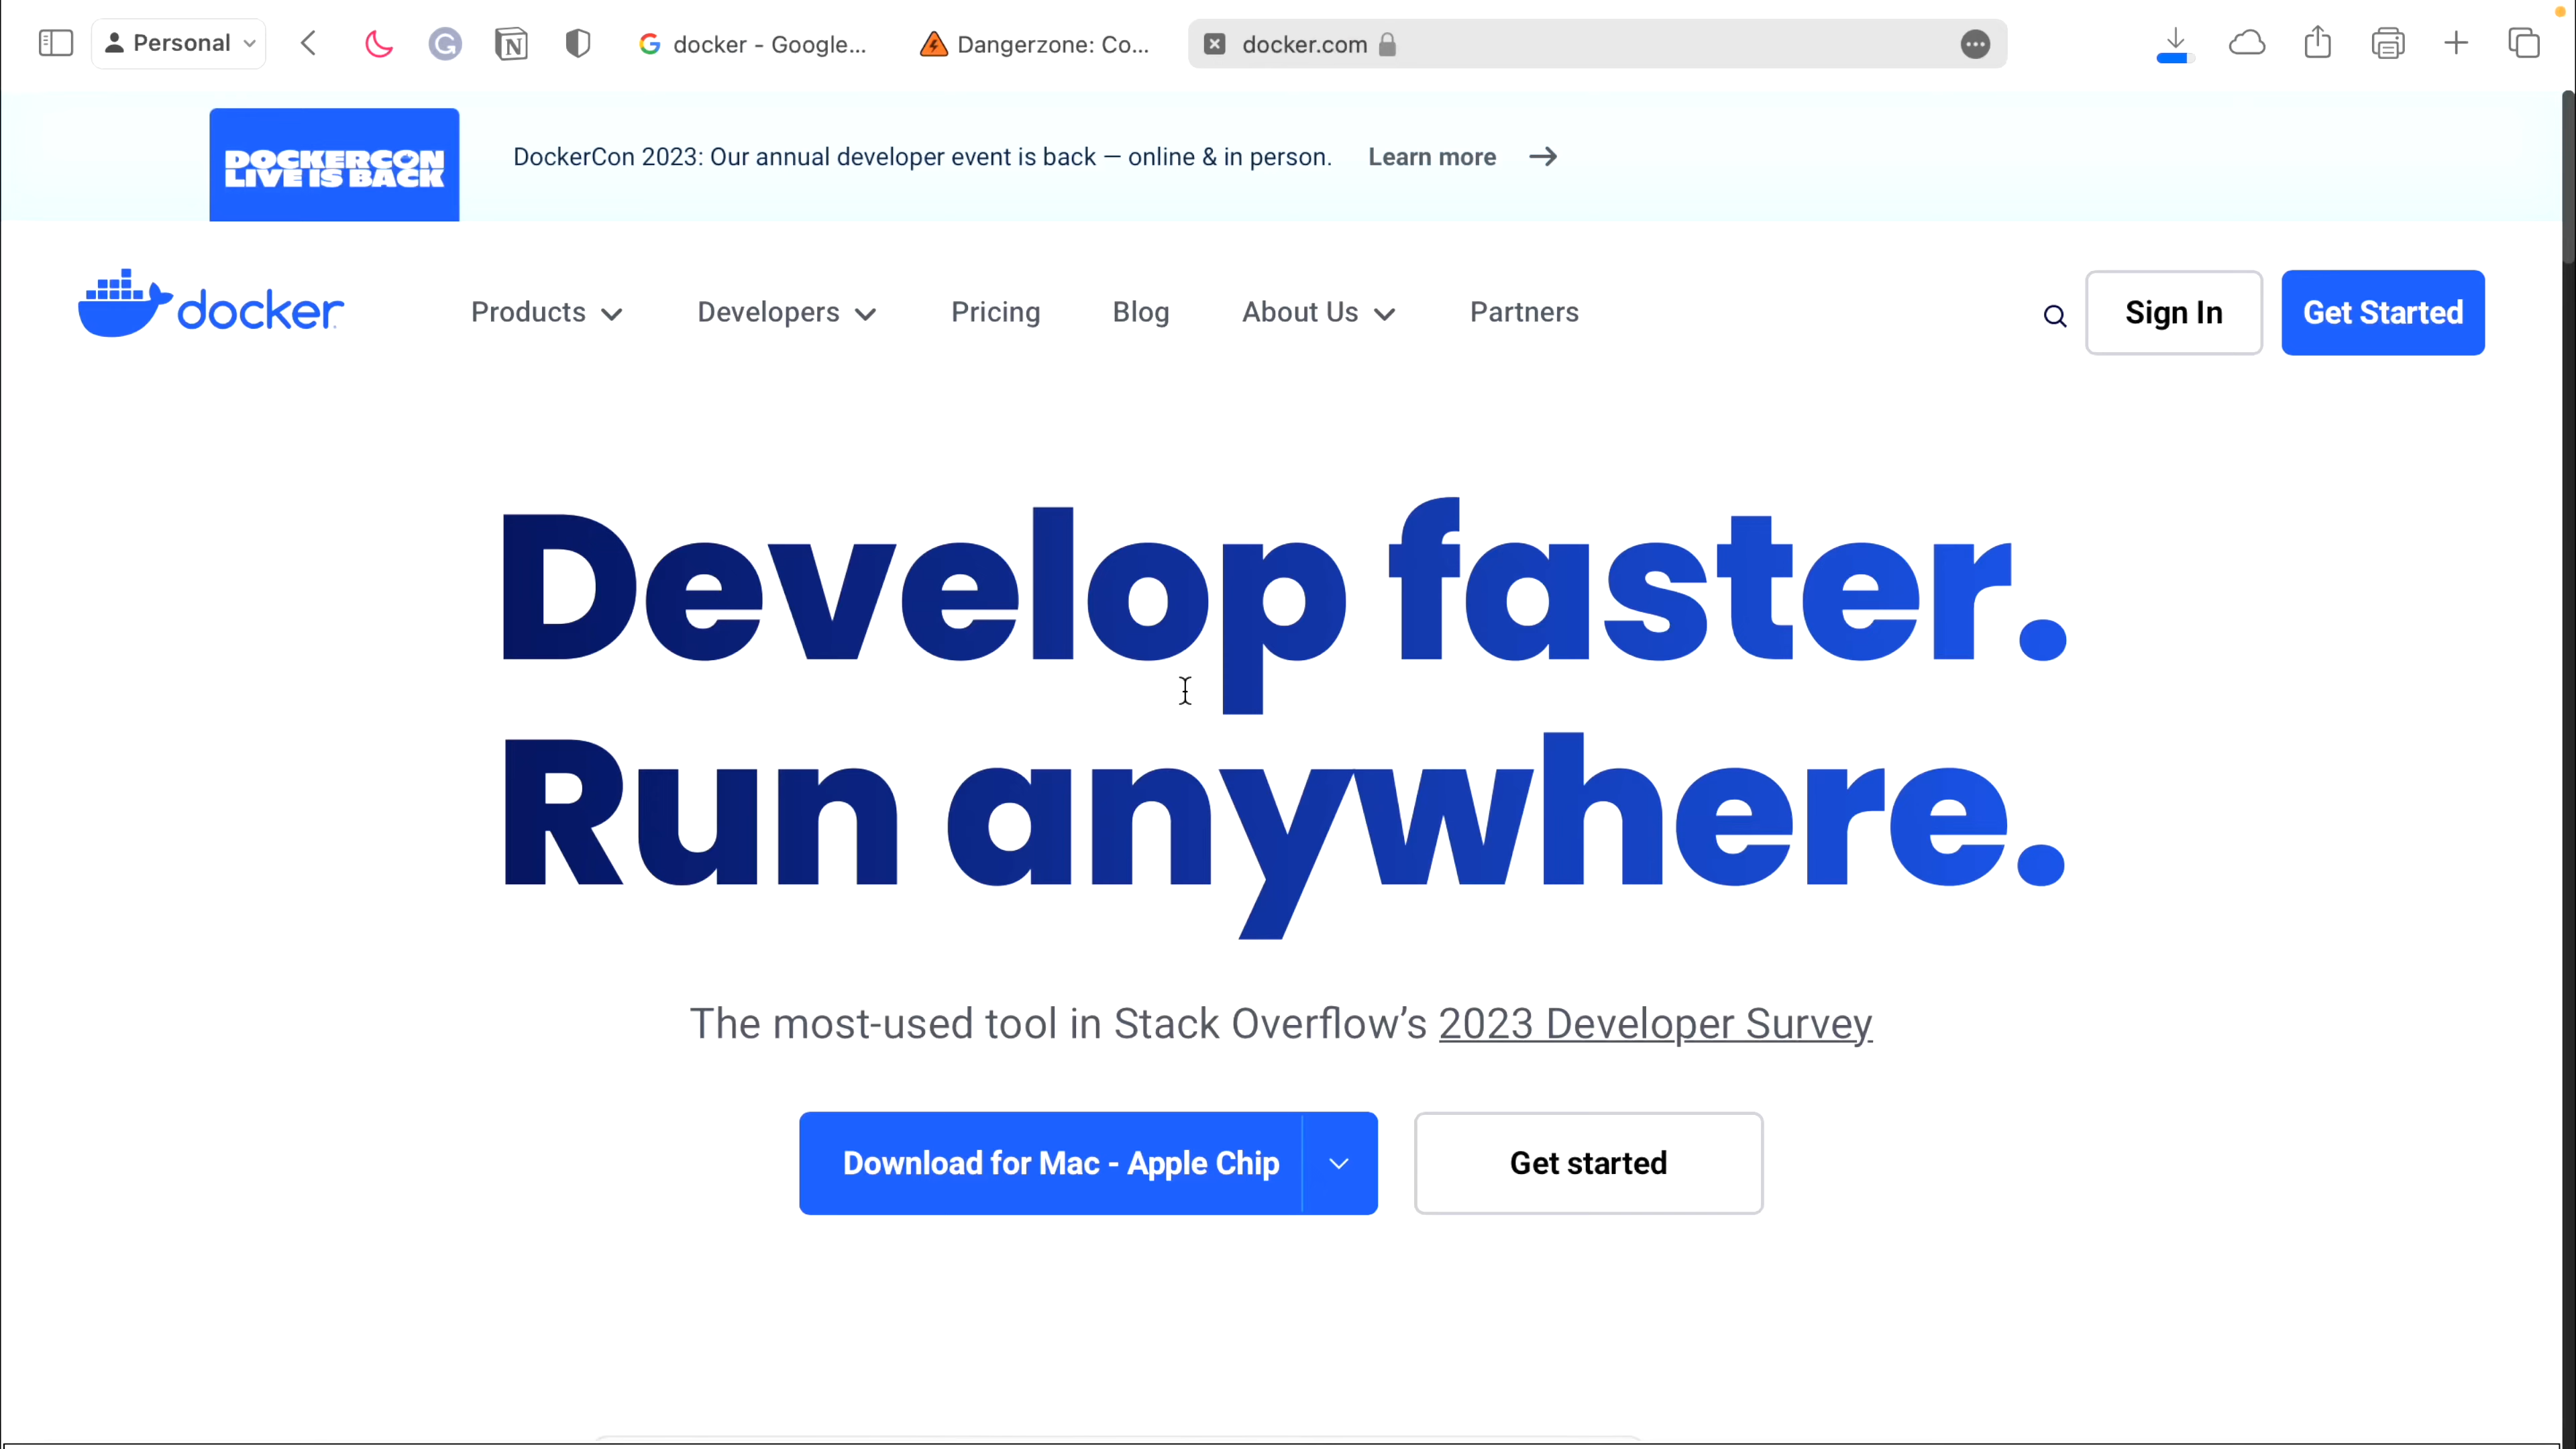 Personal
docker - Google...
Dangerzone: Co...
docker.com
DOCKERCON
LIVE IS BACK
DockerCon 2023: Our annual developer event is back — online & in person. Learn more
docker
Products Developers Pricing Blog About Us Partners Sign In Get Started
Develop faster.
Run anywhere.
The most-used tool in Stack Overflow’s 2023 Developer Survey
Download for Mac - Apple Chip
Get started